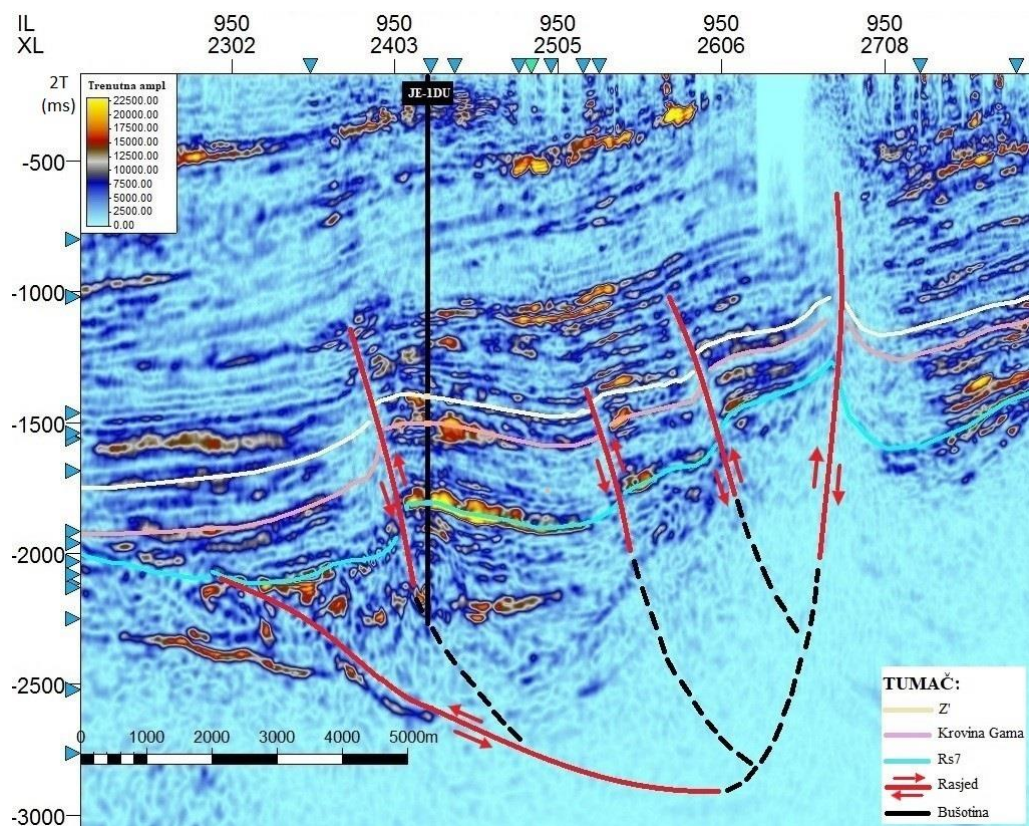 IL 950 950 950 950 950
XL 2302 2403 2505 2606 2708
2T
(ms)
Trenutna ampl
22500.00
20000.00
17500.00
15000.00
12500.00
10000.00
7500.00
5000.00
2500.00
0.00
JE-1DU
-500
-1000
-1500
-2000
-2500
-3000
0 1000 2000 3000 5000m
TUMAČ:
Z'
Krovina Gama
Rs7
Rasjed
Bušotina